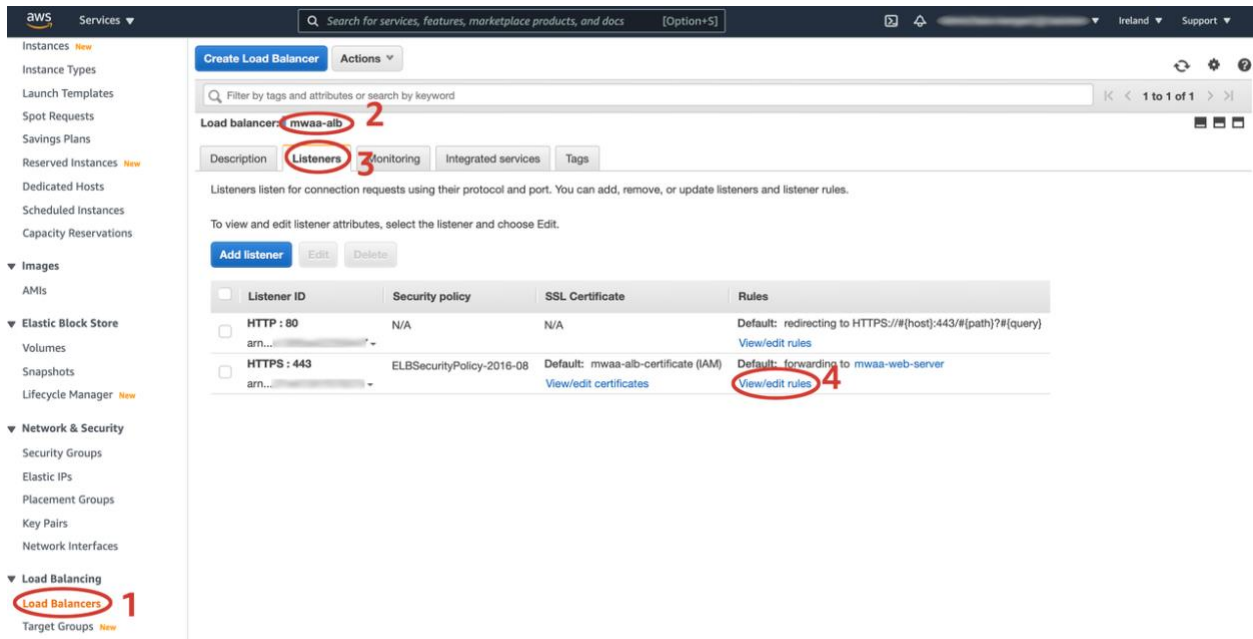 aws Services Search for services, features, marketplace products, and docs [Option+S] Ireland Support
Instances New
Instance Types
Launch Templates
Spot Requests
Savings Plans
Reserved Instances New
Dedicated Hosts
Scheduled Instances
Capacity Reservations
Images
AMIs
Elastic Block Store
Volumes
Snapshots
Lifecycle Manager New
Network & Security
Security Groups
Elastic IPs
Placement Groups
Key Pairs
Network Interfaces
Load Balancing
Load Balancers 1
Target Groups New
Create Load Balancer Actions
Filter by tags and attributes or search by keyword 1 to 1 of 1
Load balancer: mwaa-alb 2
Description Listeners 3 Monitoring Integrated services Tags
Listeners listen for connection requests using their protocol and port. You can add, remove, or update listeners and listener rules.
To view and edit listener attributes, select the listener and choose Edit.
Add listener Edit Delete
Listener ID Security policy SSL Certificate Rules
HTTP : 80 N/A N/A Default: redirecting to HTTPS://#{host}:443/#{path}?#{query}
arn... View/edit rules
HTTPS : 443 ELBSecurityPolicy-2016-08 Default: mwaa-alb-certificate (IAM) Default: forwarding to mwaa-web-server
arn... View/edit certificates View/edit rules 4